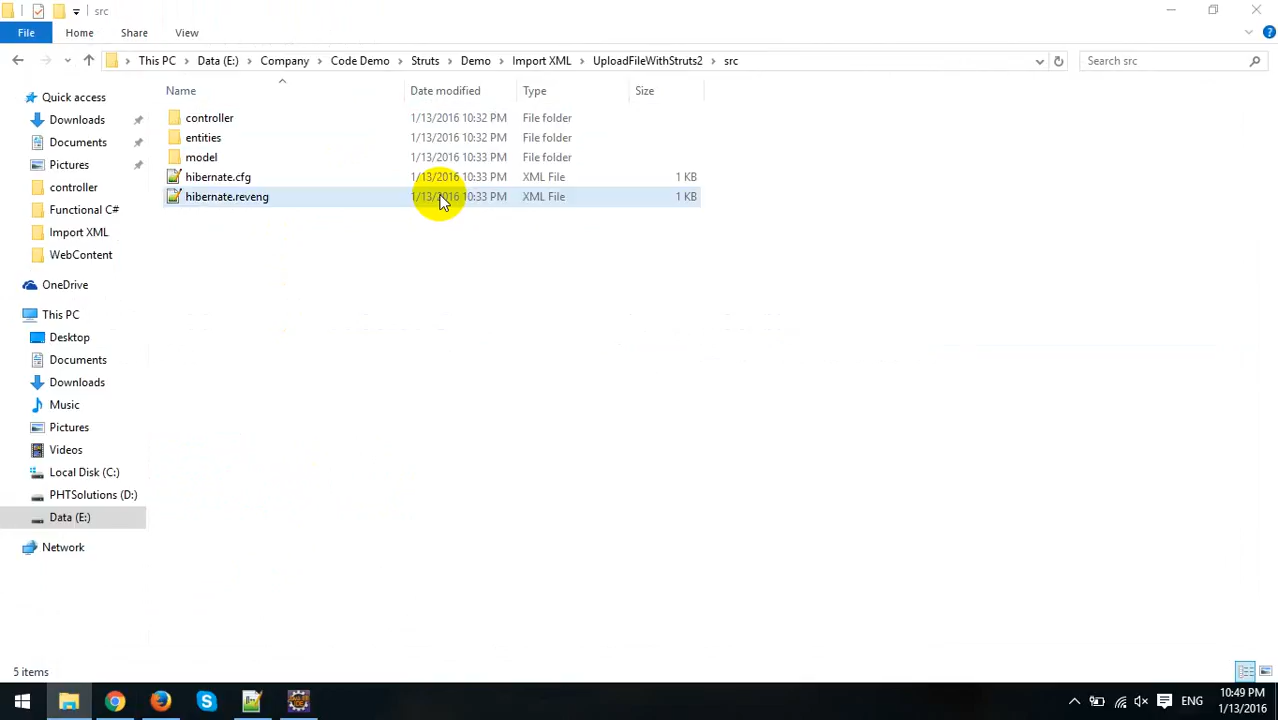 src
File Home Share View
This PC Data (E:) Company Code Demo Struts Demo Import XML UploadFileWithStruts2 src
Search src
Name Date modified Type Size
controller 1/13/2016 10:32 PM File folder
entities 1/13/2016 10:32 PM File folder
model 1/13/2016 10:33 PM File folder
hibernate.cfg 1/13/2016 10:33 PM XML File 1 KB
hibernate.reveng 1/13/2016 10:33 PM XML File 1 KB
Quick access
Downloads
Documents
Pictures
controller
Functional C#
Import XML
WebContent
OneDrive
This PC
Desktop
Documents
Downloads
Music
Pictures
Videos
Local Disk (C:)
PHTSolutions (D:)
Data (E:)
Network
5 items
ENG
10:49 PM
1/13/2016